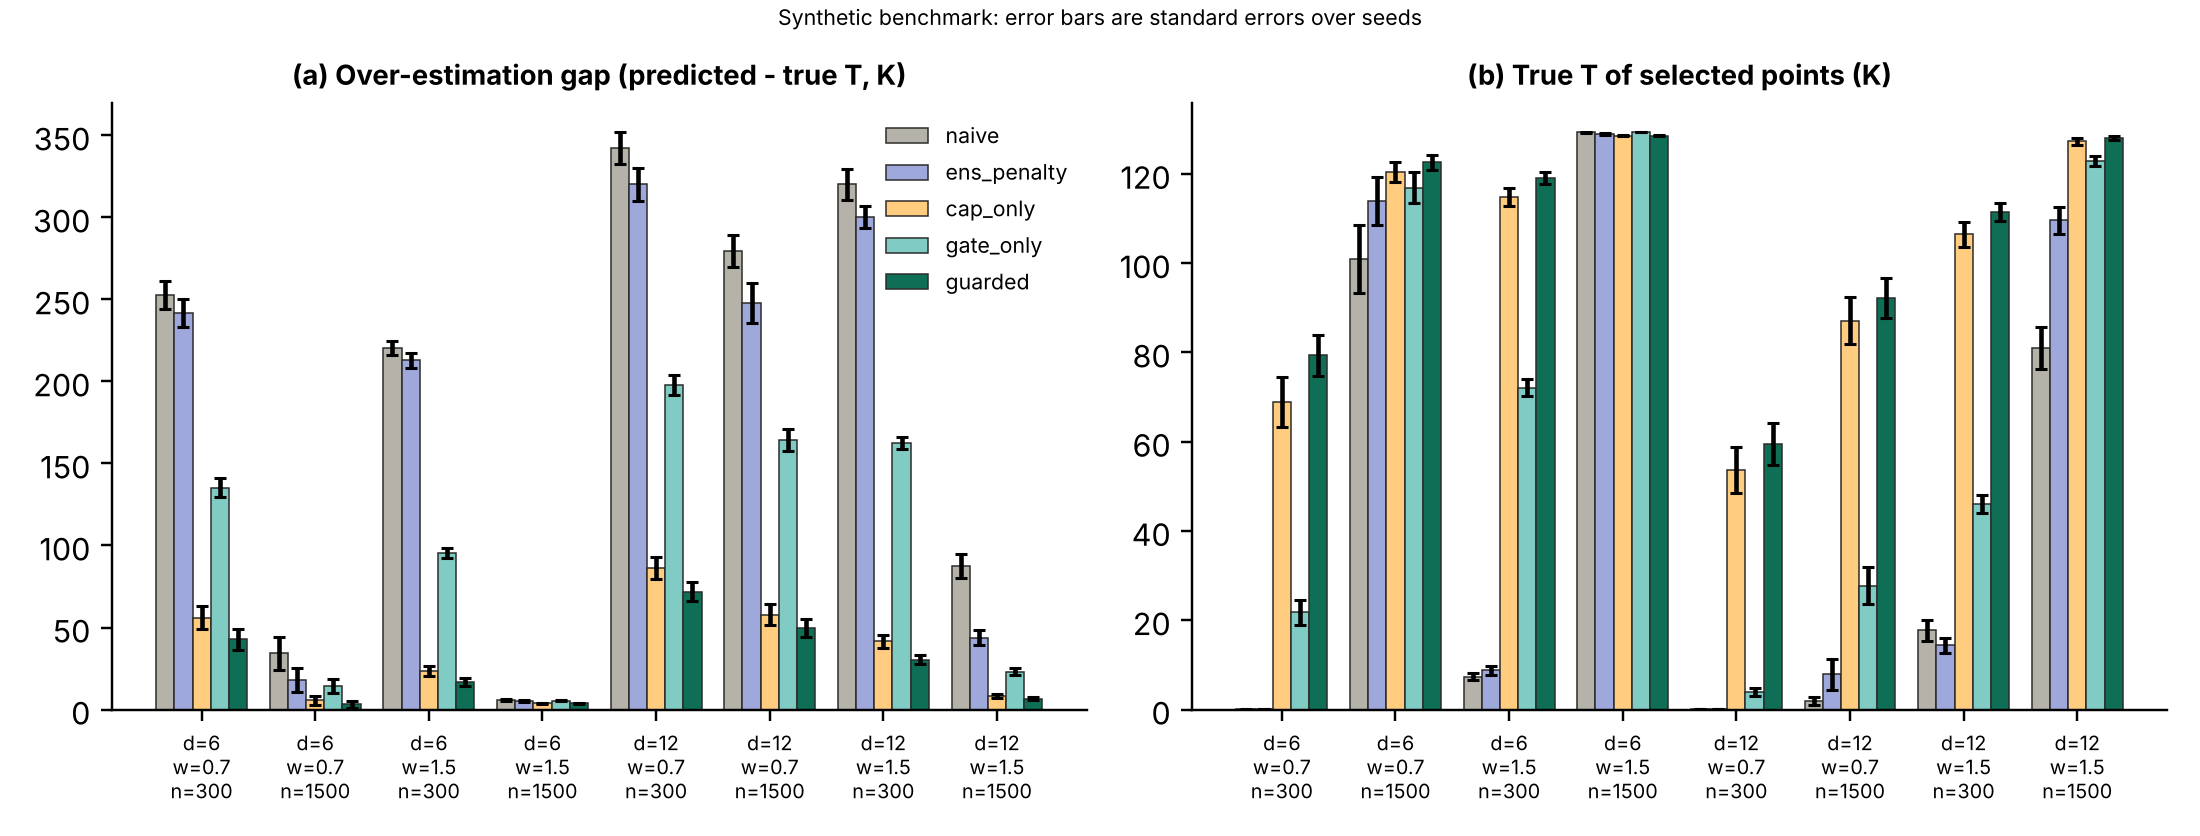 Synthetic benchmark: error bars are standard errors over seeds
(a) Over-estimation gap (predicted - true T, K)
350
300
250
200
150
100
50
0
naive
ens_penalty
cap_only
gate_only
guarded
d=6 d=6 d=6 d=6 d=12 d=12 d=12 d=12
w=0.7 w=0.7 w=1.5 w=1.5 w=0.7 w=0.7 w=1.5 w=1.5
n=300 n=1500 n=300 n=1500 n=300 n=1500 n=300 n=1500
(b) True T of selected points (K)
120
100
80
60
40
20
0
d=6 d=6 d=6 d=6 d=12 d=12 d=12 d=12
w=0.7 w=0.7 w=1.5 w=1.5 w=0.7 w=0.7 w=1.5 w=1.5
n=300 n=1500 n=300 n=1500 n=300 n=1500 n=300 n=1500